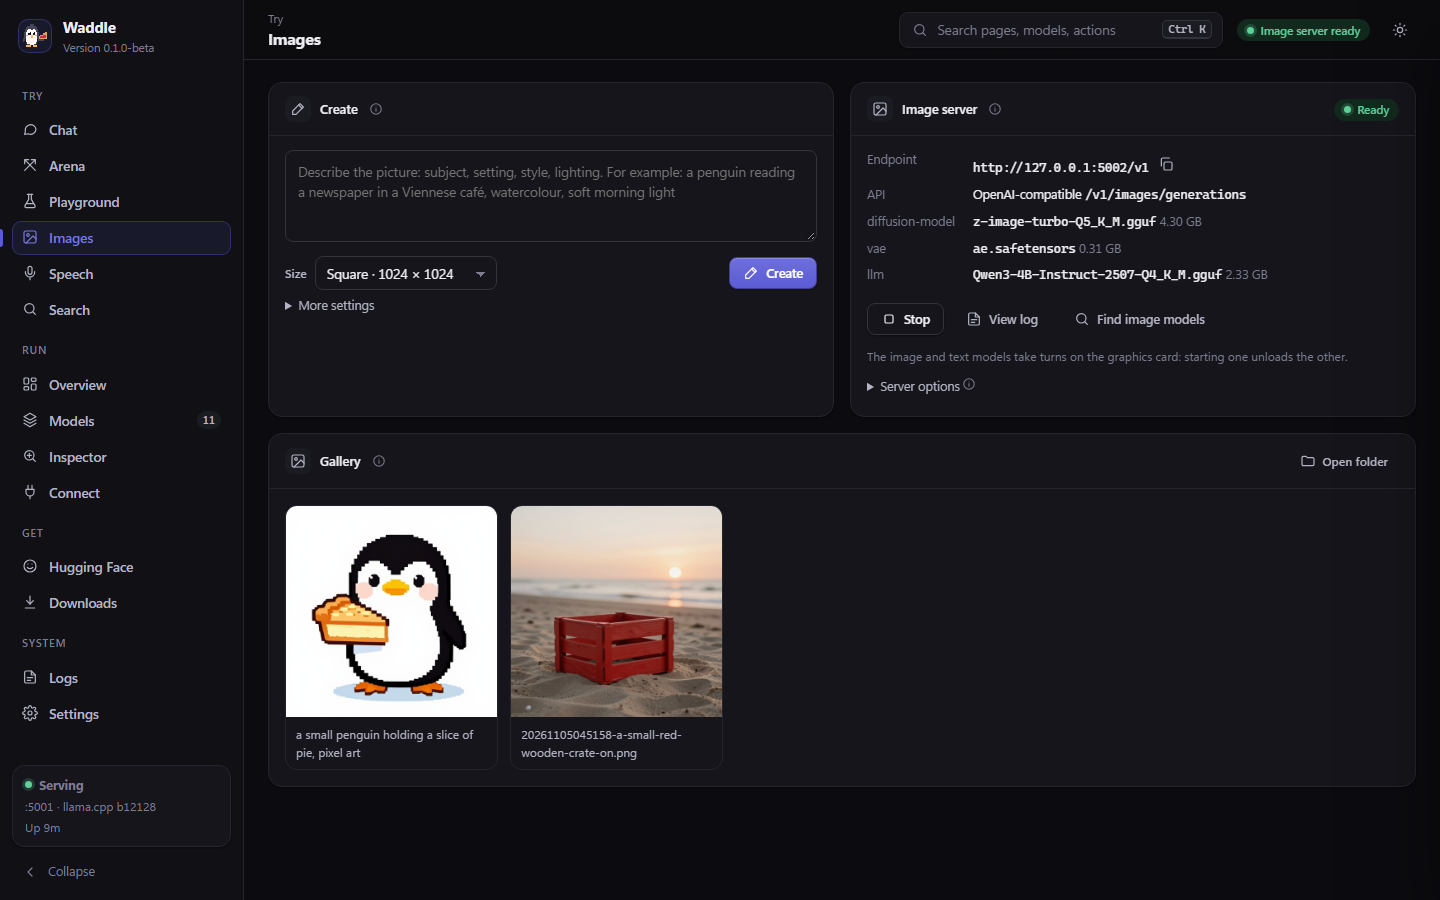 Waddle
Version 0.1.0-beta
TRY
Chat
Arena
Playground
Images
Speech
Search
RUN
Overview
Models 11
Inspector
Connect
GET
Hugging Face
Downloads
SYSTEM
Logs
Settings
Serving
:5001 · llama.cpp b12128
Up 9m
Collapse
Try
Images
Search pages, models, actions Ctrl K
Image server ready
Create
Describe the picture: subject, setting, style, lighting. For example: a penguin reading
a newspaper in a Viennese café, watercolour, soft morning light
Size Square · 1024 × 1024
Create
More settings
Image server
Ready
Endpoint http://127.0.0.1:5002/v1
API OpenAI-compatible /v1/images/generations
diffusion-model z-image-turbo-Q5_K_M.gguf 4.30 GB
vae ae.safetensors 0.31 GB
llm Qwen3-4B-Instruct-2507-Q4_K_M.gguf 2.33 GB
Stop View log Find image models
The image and text models take turns on the graphics card: starting one unloads the other.
Server options
Gallery
Open folder
a small penguin holding a slice of
pie, pixel art
20261105045158-a-small-red-
wooden-crate-on.png